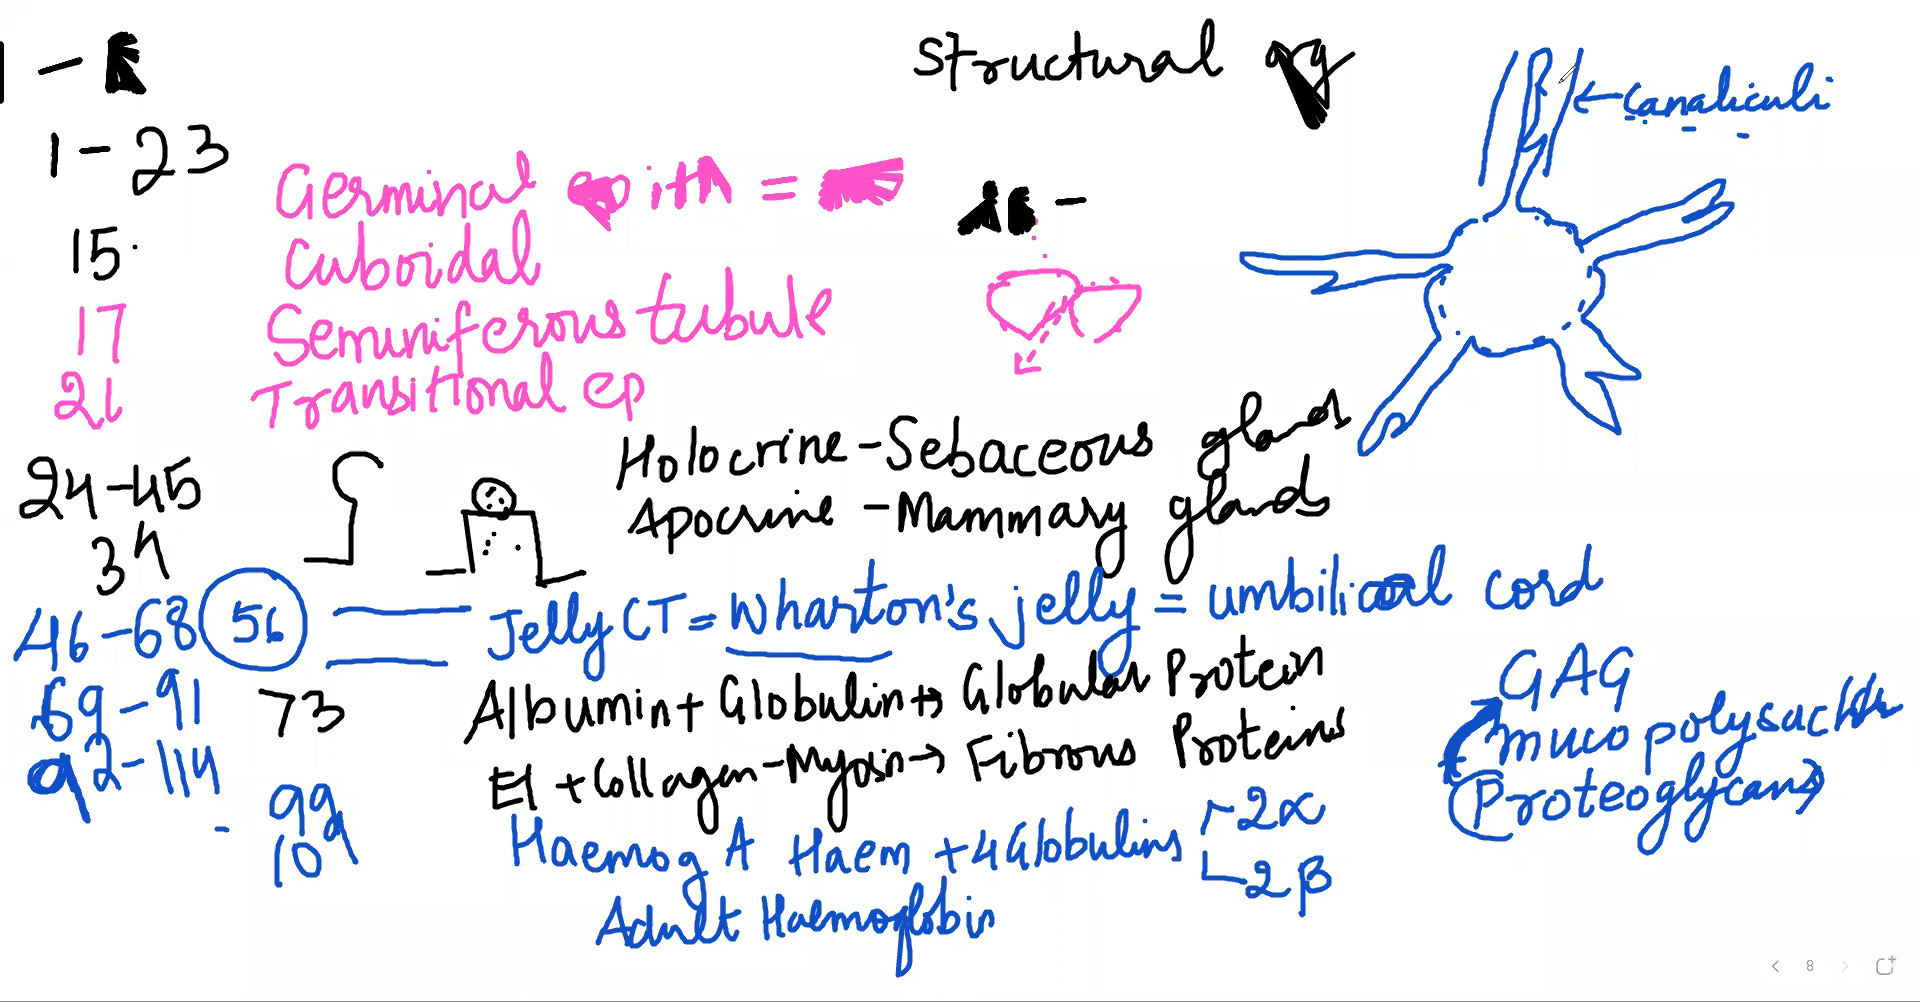 Structural
1 - 23
canaliculi
Germinal epith =
15.
Cuboidal
17
Seminiferous tubule
21
Transitional ep
24-45
Holocrine - Sebaceous glands
34
Apocrine - Mammary glands
46-68 56
Jelly CT = Wharton's jelly = umbilical cord
69-91 73
Albumin + Globulin → Globular Protein
GAG
92-114
El + Collagen - Myosin → Fibrous Proteins
Mucopolysacch
99
Proteoglycans
109
Haemog A Haem + 4 Globulins 2α
2β
Adult Haemoglobin
8